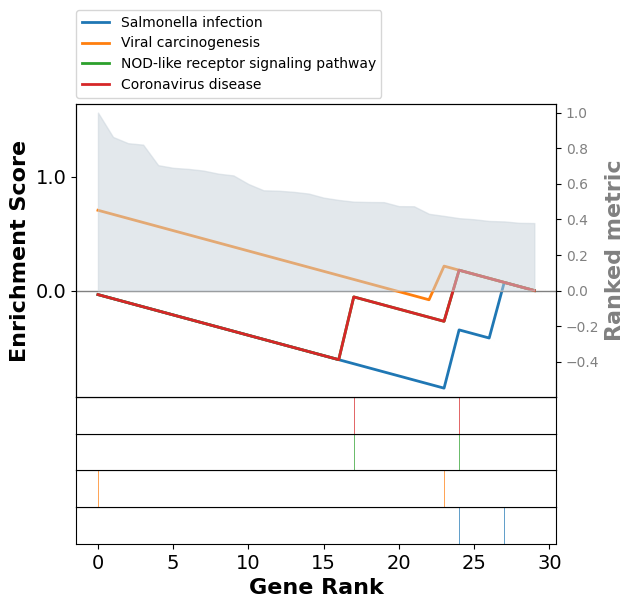 Salmonella infection
Viral carcinogenesis
NOD-like receptor signaling pathway
Coronavirus disease
Enrichment Score
1.0
0.0
1.0
0.8
0.6
0.4
0.2
0.0
−0.2
−0.4
Ranked metric
0 5 10 15 20 25 30
Gene Rank